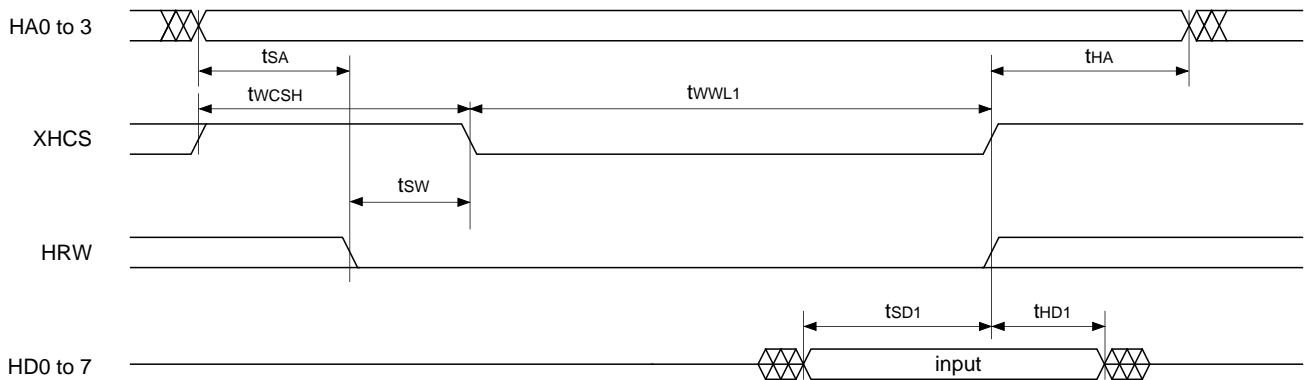 HA0 to 3
tSA
tHA
tWCSH
tWWL1
XHCS
tSW
HRW
tSD1
tHD1
HD0 to 7
input